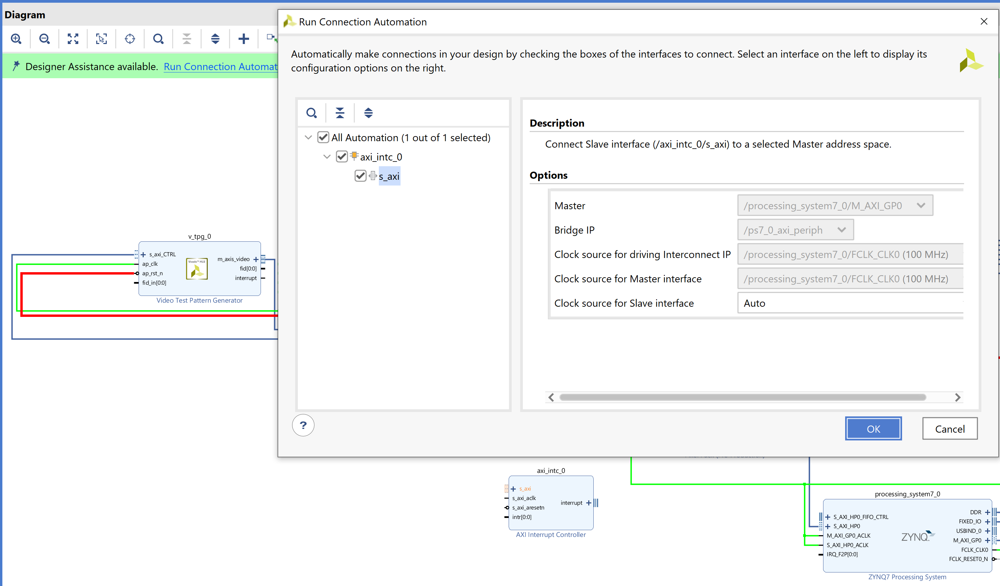 Diagram
Run Connection Automation
Automatically make connections in your design by checking the boxes of the interfaces to connect. Select an interface on the left to display its
configuration options on the right.
Designer Assistance available. Run Connection Automat
All Automation (1 out of 1 selected)
axi_intc_0
s_axi
Description
Connect Slave interface (/axi_intc_0/s_axi) to a selected Master address space.
Options
Master /processing_system7_0/M_AXI_GP0
Bridge IP /ps7_0_axi_periph
Clock source for driving Interconnect IP /processing_system7_0/FCLK_CLK0 (100 MHz)
Clock source for Master interface /processing_system7_0/FCLK_CLK0 (100 MHz)
Clock source for Slave interface Auto
?
OK
Cancel
v_tpg_0
s_axi_CTRL
ap_clk
ap_rst_n
fid_in[0:0]
Vivado™ HLS
m_axis_video
fid[0:0]
interrupt
Video Test Pattern Generator
axi_intc_0
s_axi
s_axi_aclk
s_axi_aresetn
intr[0:0]
interrupt
AXI Interrupt Controller
processing_system7_0
S_AXI_HP0_FIFO_CTRL
S_AXI_HP0
M_AXI_GP0_ACLK
S_AXI_HP0_ACLK
IRQ_F2P[0:0]
ZYNQ
DDR
FIXED_IO
USBIND_0
M_AXI_GP0
FCLK_CLK0
FCLK_RESET0_N
ZYNQ7 Processing System